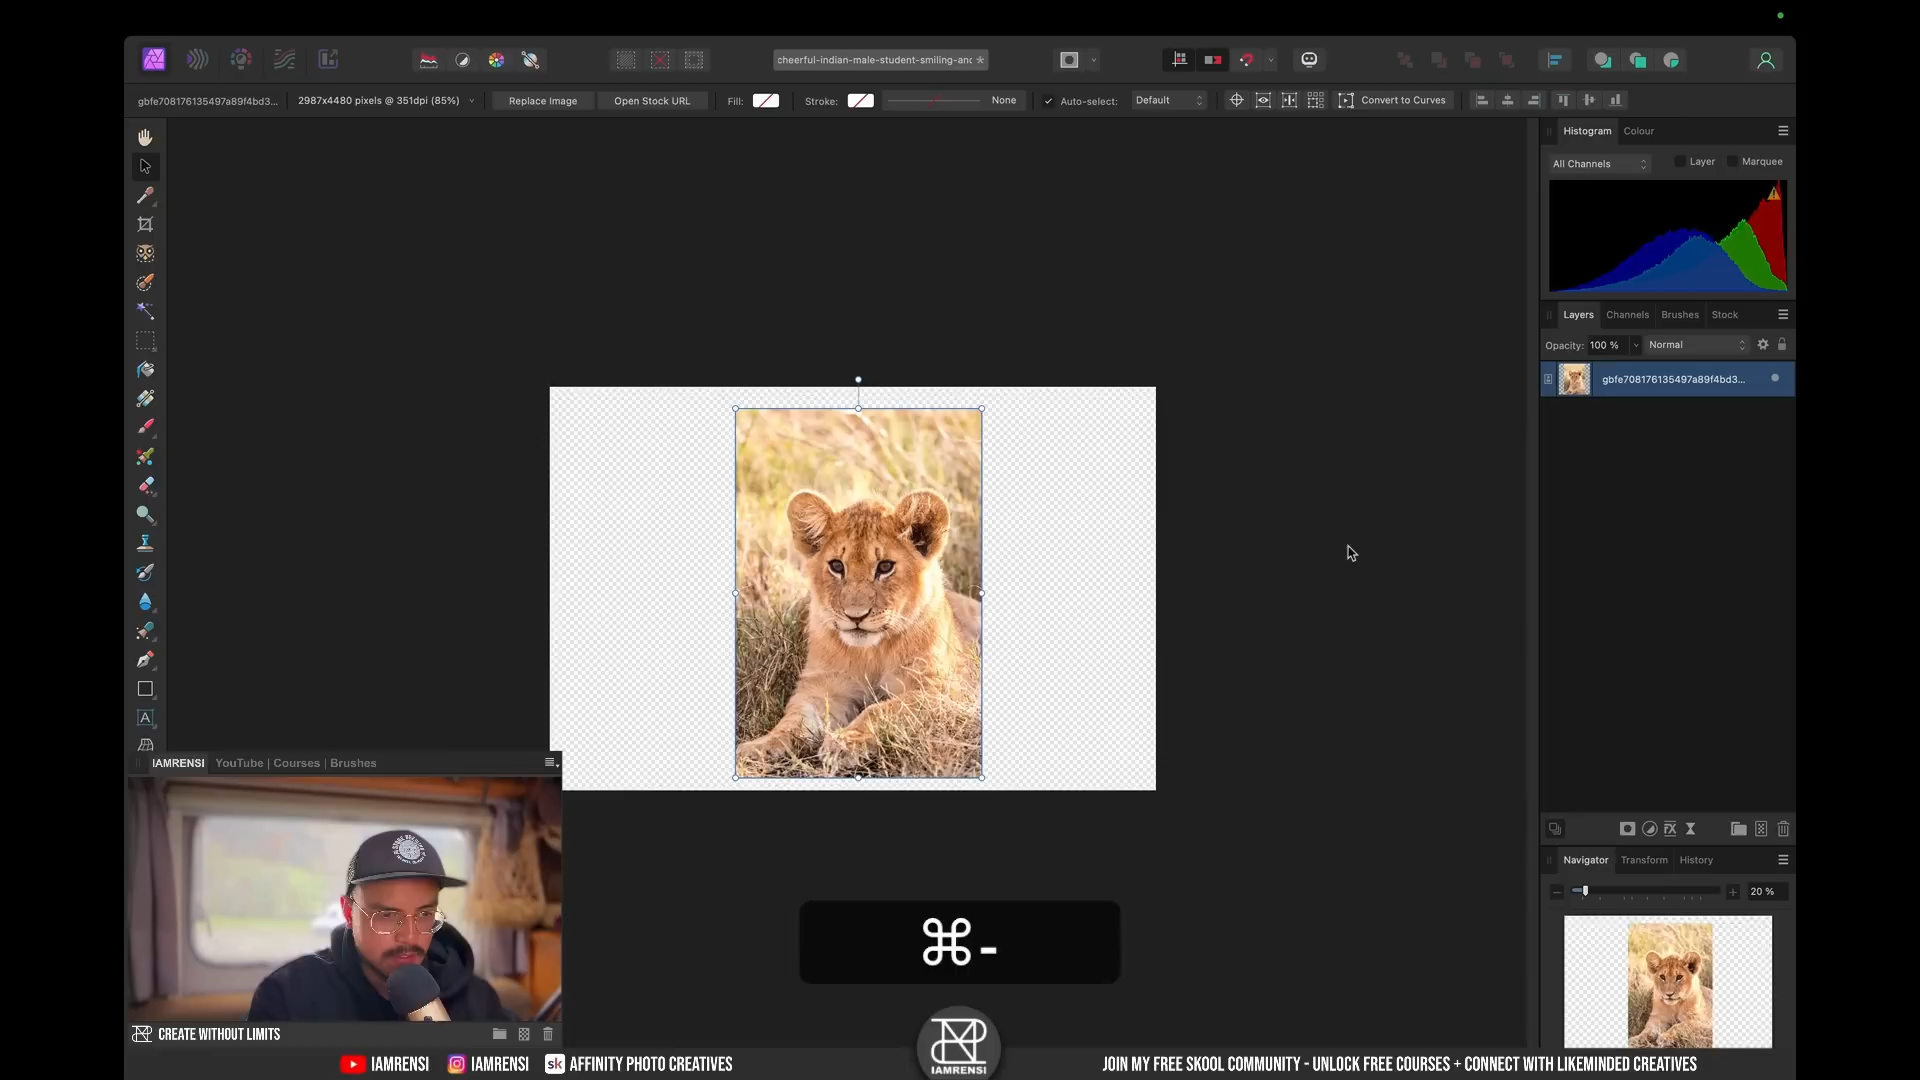 cheerful-indian-male-student-smiling-anc *
gbfe708176135497a89f4bd3...
2987x4480 pixels @ 351dpi (85%)
Replace Image
Open Stock URL
Fill:
Stroke:
None
Auto-select:
Default
Convert to Curves
Histogram
Colour
All Channels
Layer
Marquee
Layers
Channels
Brushes
Stock
Opacity:
100 %
Normal
gbfe708176135497a89f4bd3...
A
IAMRENSI
YouTube | Courses | Brushes
CREATE WITHOUT LIMITS
Navigator
Transform
History
20 %
⌘-
IAMRENSI
IAMRENSI
IAMRENSI
sk
AFFINITY PHOTO CREATIVES
JOIN MY FREE SKOOL COMMUNITY - UNLOCK FREE COURSES + CONNECT WITH LIKEMINDED CREATIVES